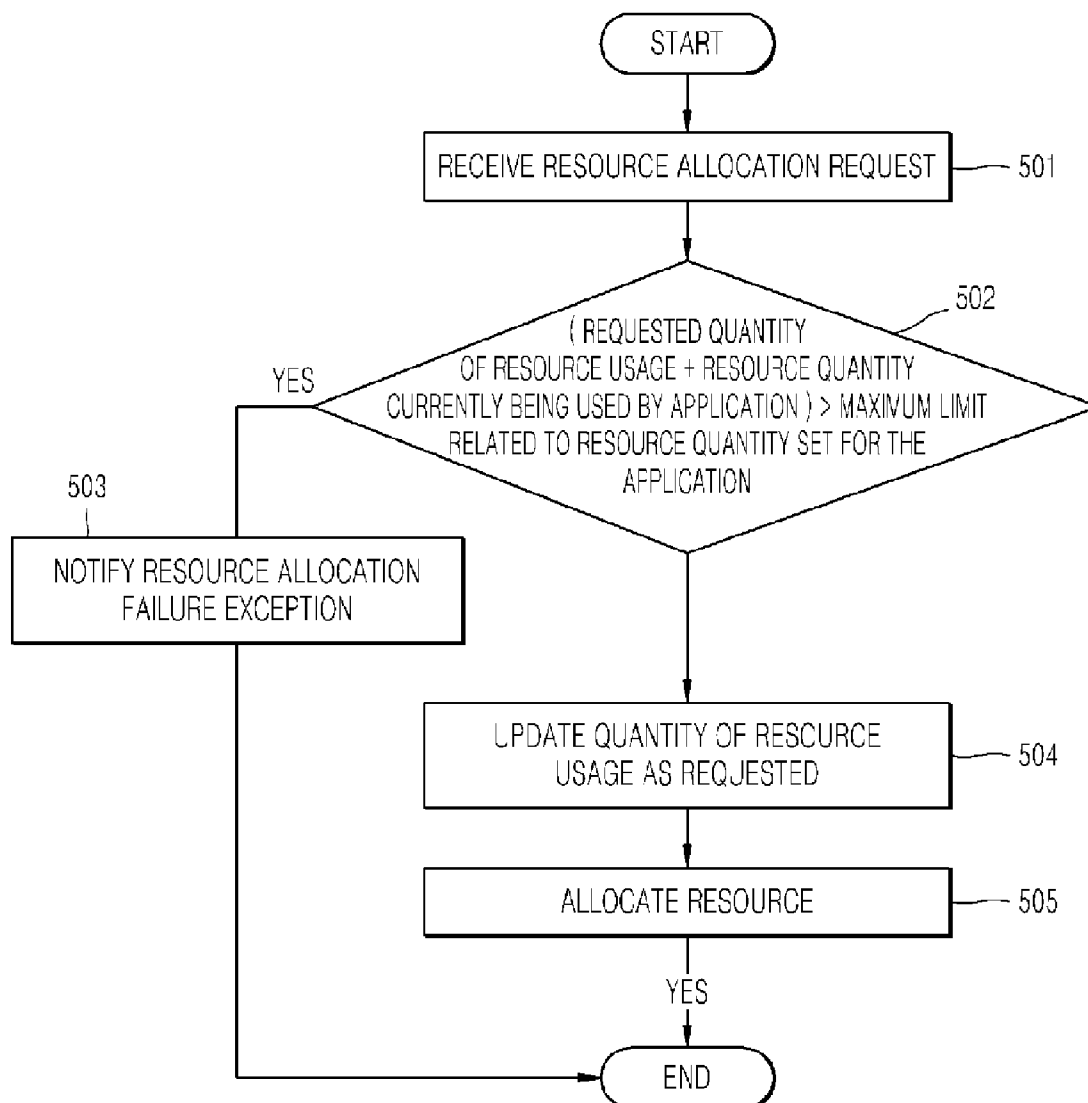 START
RECEIVE RESOURCE ALLOCATION REQUEST
501
502
( REQUESTED QUANTITY
OF RESOURCE USAGE + RESOURCE QUANTITY
CURRENTLY BEING USED BY APPLICATION ) > MAXIMUM LIMIT
RELATED TO RESOURCE QUANTITY SET FOR THE
APPLICATION
YES
503
NOTIFY RESOURCE ALLOCATION
FAILURE EXCEPTION
UPDATE QUANTITY OF RESOURCE
USAGE AS REQUESTED
504
ALLOCATE RESOURCE
505
YES
END